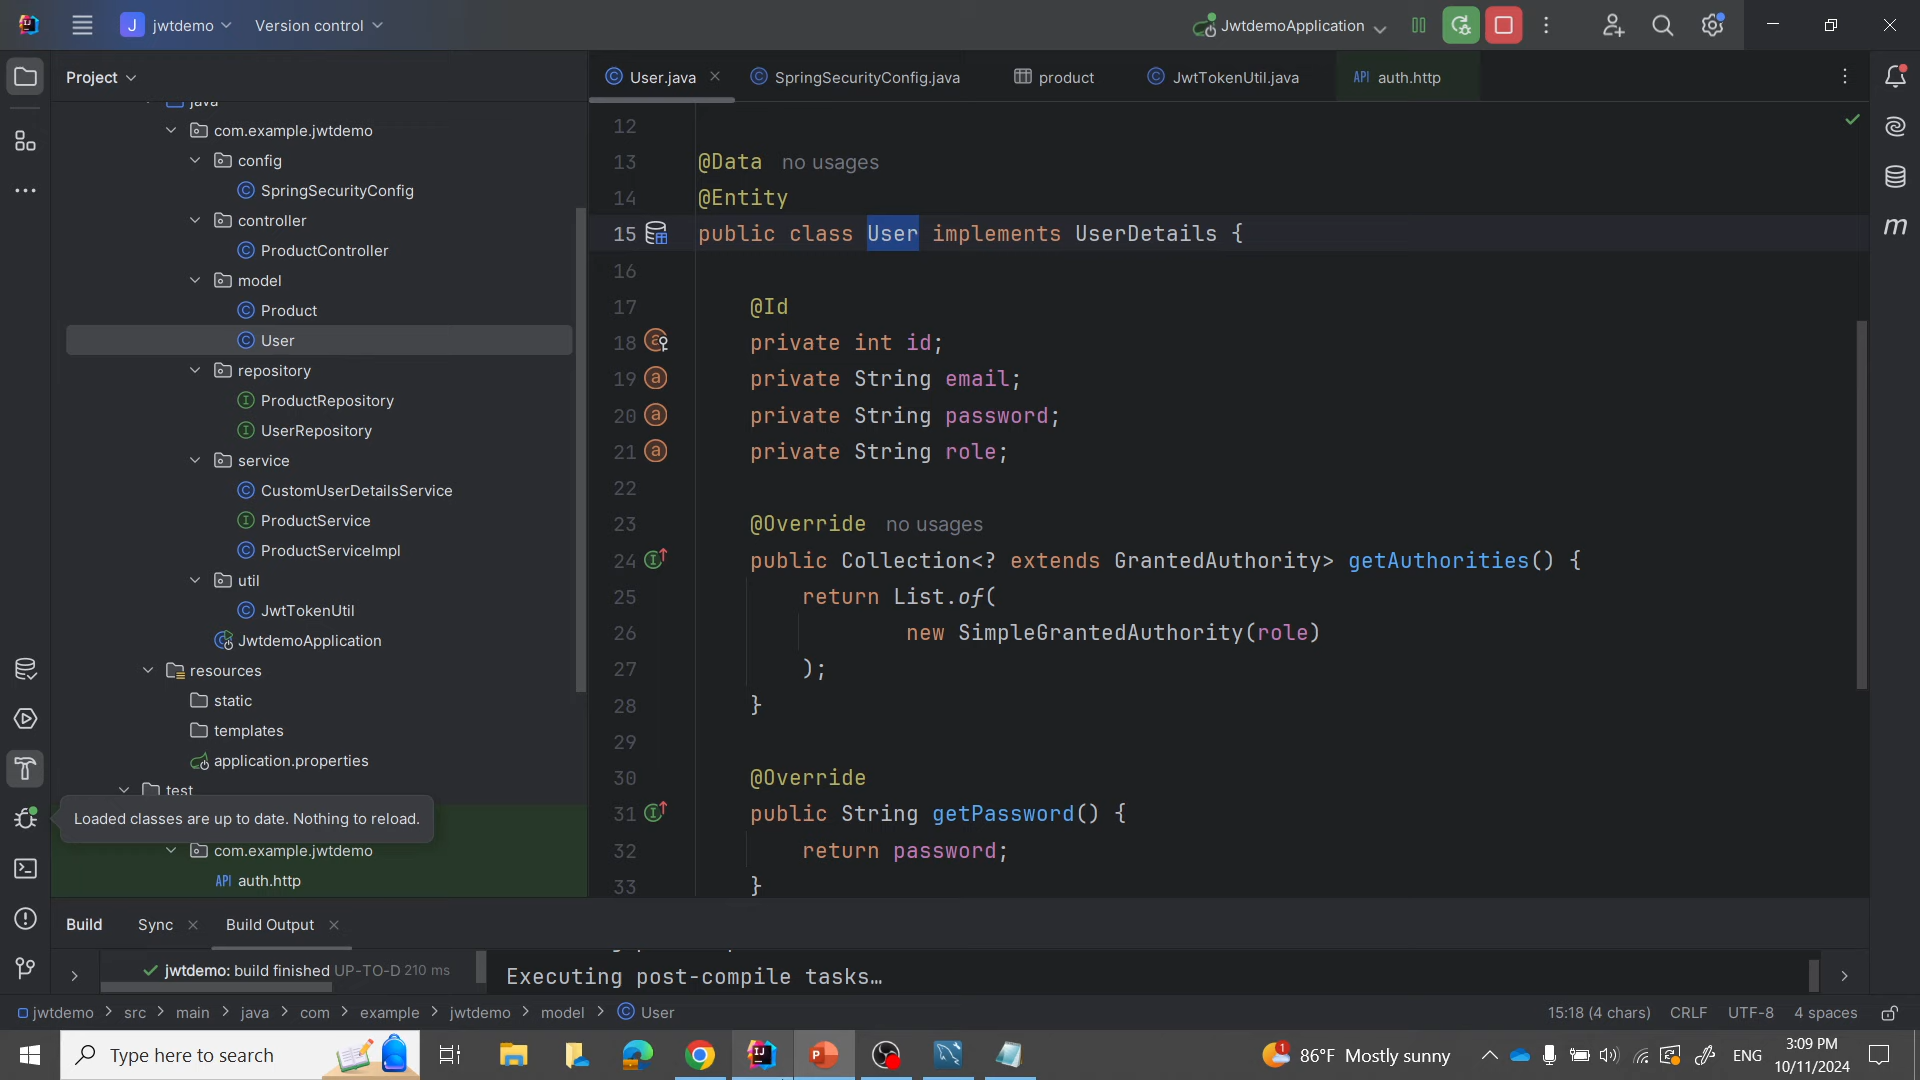 J jwtdemo Version control JwtdemoApplication
Project User.java SpringSecurityConfig.java product JwtTokenUtil.java API auth.http
java
com.example.jwtdemo
config
SpringSecurityConfig
controller
ProductController
model
Product
User
repository
ProductRepository
UserRepository
service
CustomUserDetailsService
ProductService
ProductServiceImpl
util
JwtTokenUtil
JwtdemoApplication
resources
static
templates
application.properties
test
Loaded classes are up to date. Nothing to reload.
com.example.jwtdemo
API auth.http
12
13 @Data no usages
14 @Entity
15 public class User implements UserDetails {
16
17 @Id
18 private int id;
19 private String email;
20 private String password;
21 private String role;
22
23 @Override no usages
24 public Collection<? extends GrantedAuthority> getAuthorities() {
25 return List.of(
26 new SimpleGrantedAuthority(role)
27 );
28 }
29
30 @Override
31 public String getPassword() {
32 return password;
33 }
Build Sync Build Output
jwtdemo: build finished UP-TO-D 210 ms
Executing post-compile tasks…
jwtdemo > src > main > java > com > example > jwtdemo > model > User 15:18 (4 chars) CRLF UTF-8 4 spaces
Type here to search 1 86°F Mostly sunny ENG 3:09 PM
10/11/2024